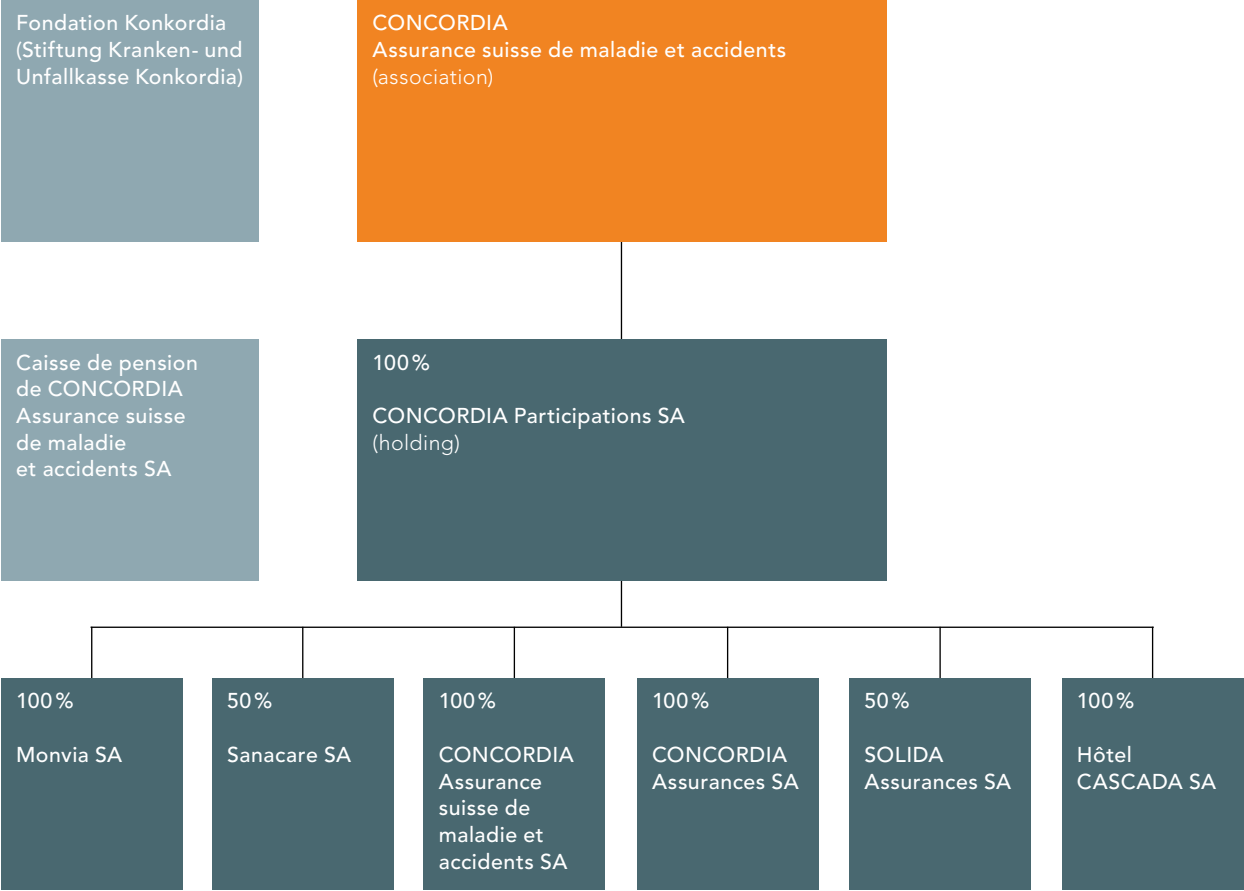 Fondation Konkordia
(Stiftung Kranken- und
Unfallkasse Konkordia)
CONCORDIA
Assurance suisse de maladie et accidents
(association)
Caisse de pension
de CONCORDIA
Assurance suisse
de maladie
et accidents SA
100%
CONCORDIA Participations SA
(holding)
100%
Monvia SA
50%
Sanacare SA
100%
CONCORDIA
Assurance
suisse de
maladie et
accidents SA
100%
CONCORDIA
Assurances SA
50%
SOLIDA
Assurances SA
100%
Hôtel
CASCADA SA